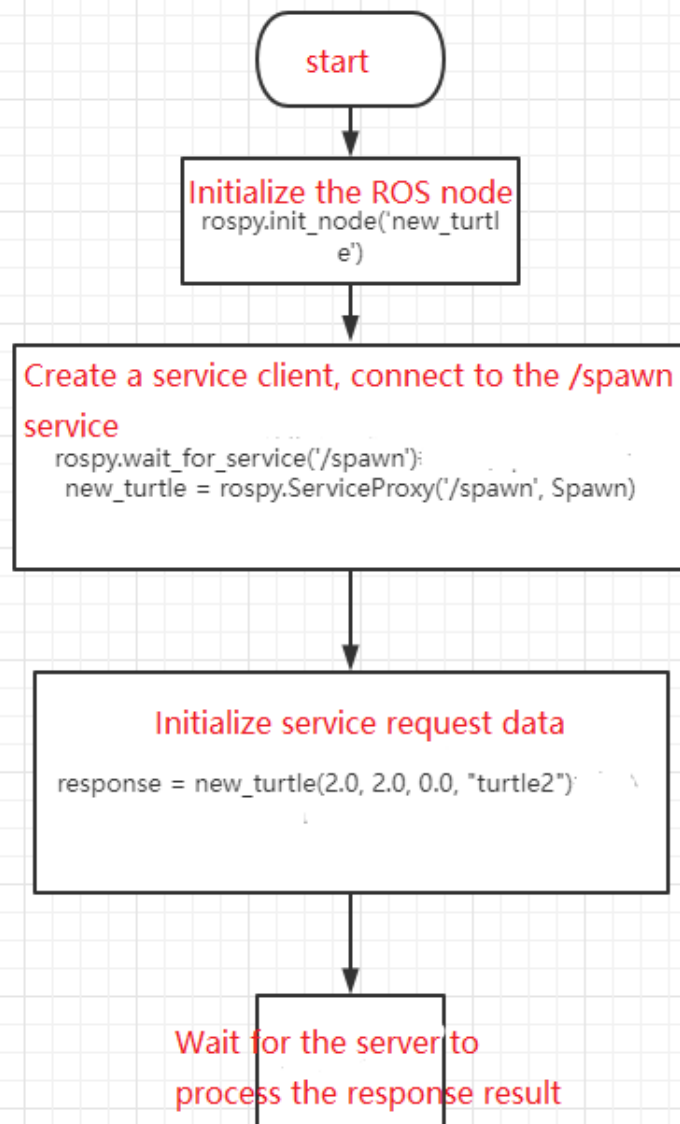 start
Initialize the ROS node
rospy.init_node('new_turtl
e')
Create a service client, connect to the /spawn
service
rospy.wait_for_service('/spawn')
new_turtle = rospy.ServiceProxy('/spawn', Spawn)
Initialize service request data
response = new_turtle(2.0, 2.0, 0.0, "turtle2")
Wait for the server to
process the response result